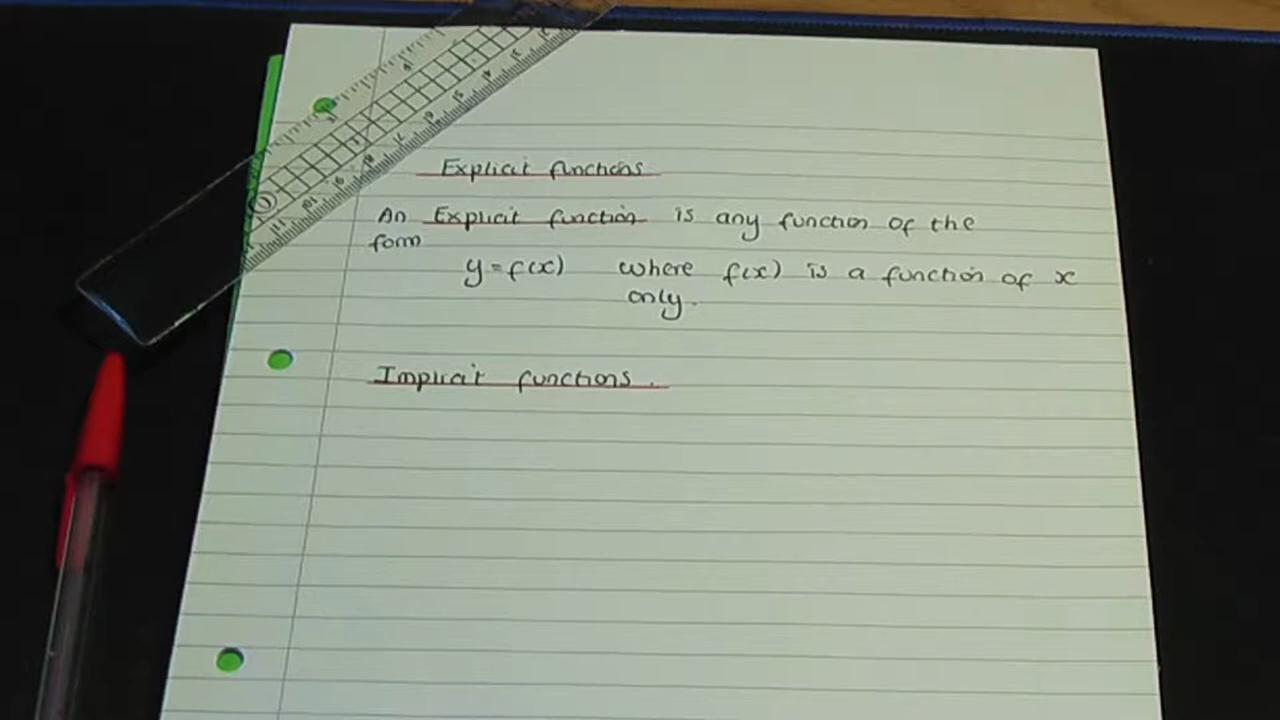 Explicit functions
An Explicit function is any function of the
form
y = f(x) where f(x) is a function of x
only.
Implicit functions.